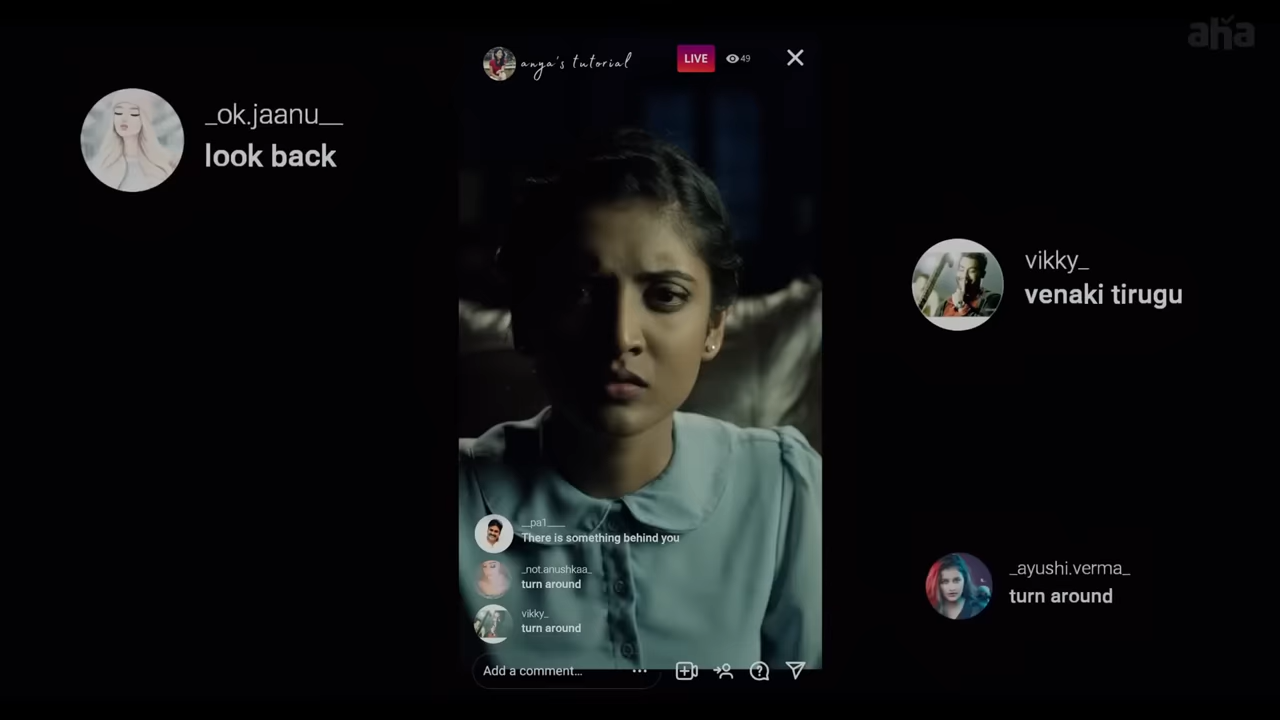 aha
anya's tutorial
LIVE
49
_ok.jaanu__
look back
vikky_
venaki tirugu
__pa1____
There is something behind you
_not.anushkaa_
turn around
vikky_
turn around
_ayushi.verma_
turn around
Add a comment...